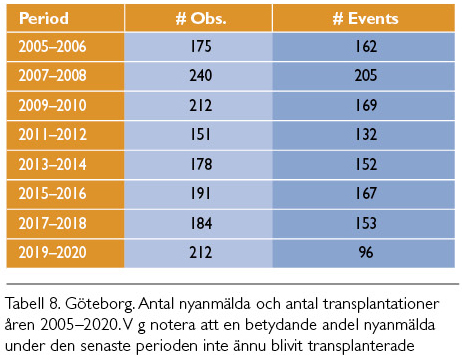 Period # Obs. # Events
2005–2006 175 162
2007–2008 240 205
2009–2010 212 169
2011–2012 151 132
2013–2014 178 152
2015–2016 191 167
2017–2018 184 153
2019–2020 212 96
Tabell 8. Göteborg. Antal nyanmälda och antal transplantationer
åren 2005–2020. V g notera att en betydande andel nyanmälda
under den senaste perioden inte ännu blivit transplanterade